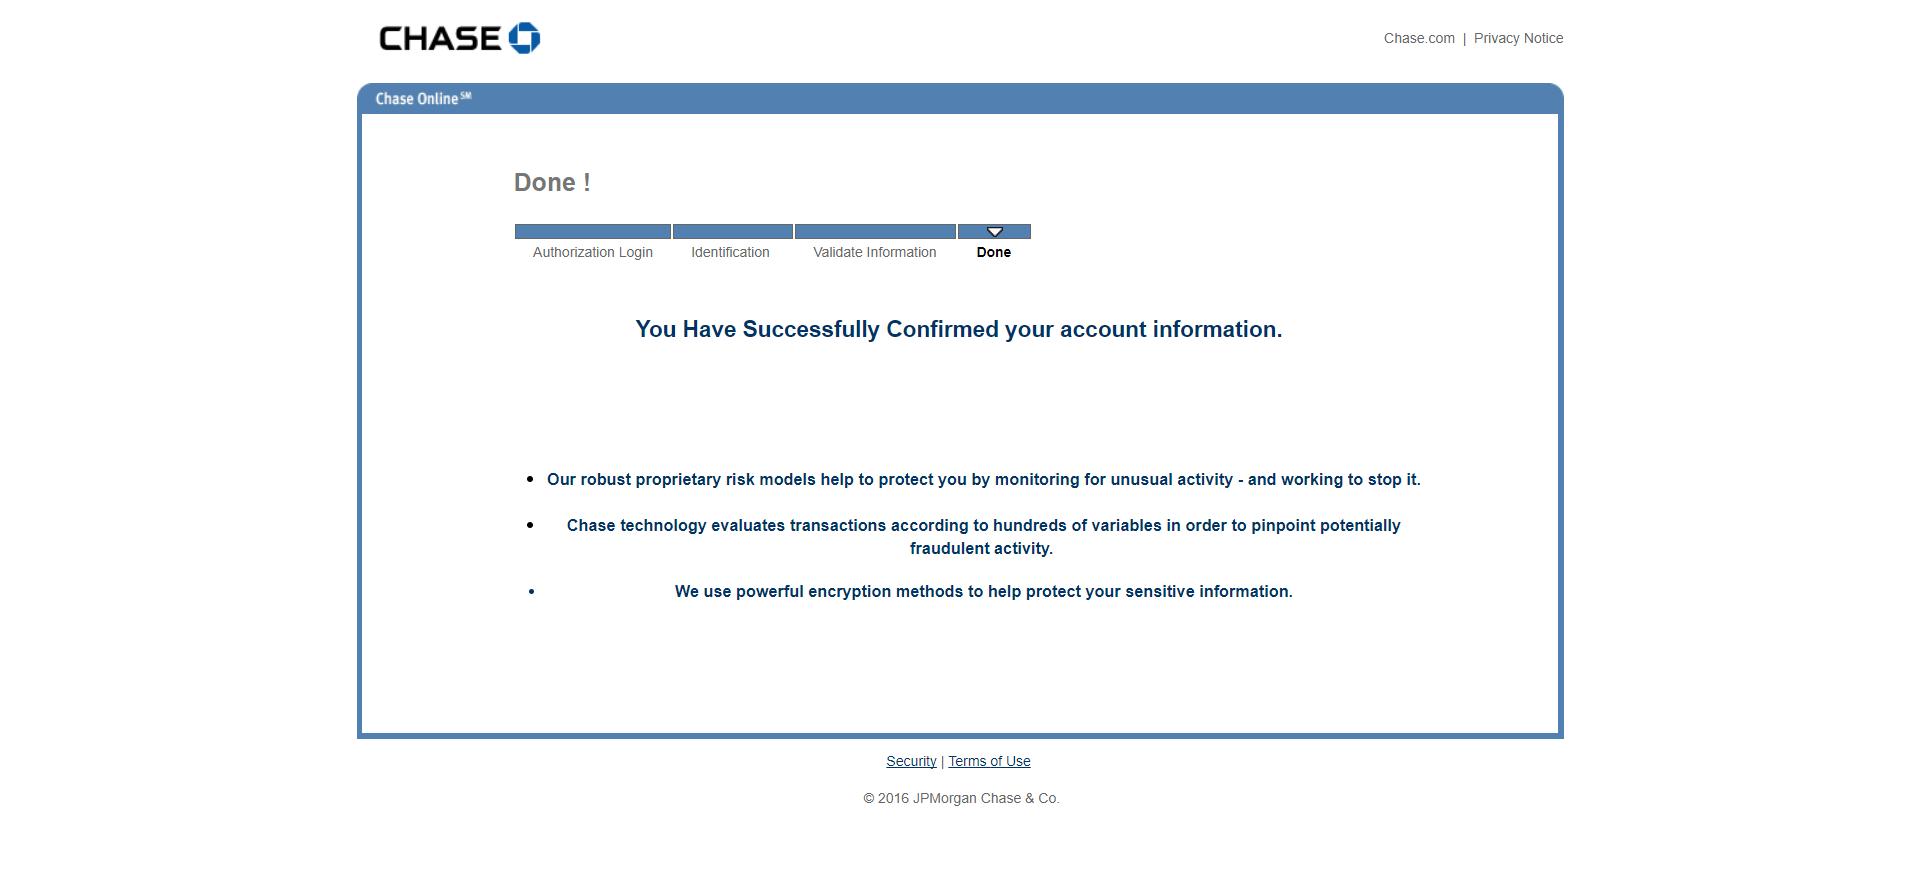 CHASE
Chase.com | Privacy Notice
Chase Online℠
Done !
Authorization Login
Identification
Validate Information
Done
You Have Successfully Confirmed your account information.
• Our robust proprietary risk models help to protect you by monitoring for unusual activity - and working to stop it.
• Chase technology evaluates transactions according to hundreds of variables in order to pinpoint potentially
fraudulent activity.
• We use powerful encryption methods to help protect your sensitive information.
Security | Terms of Use
© 2016 JPMorgan Chase & Co.